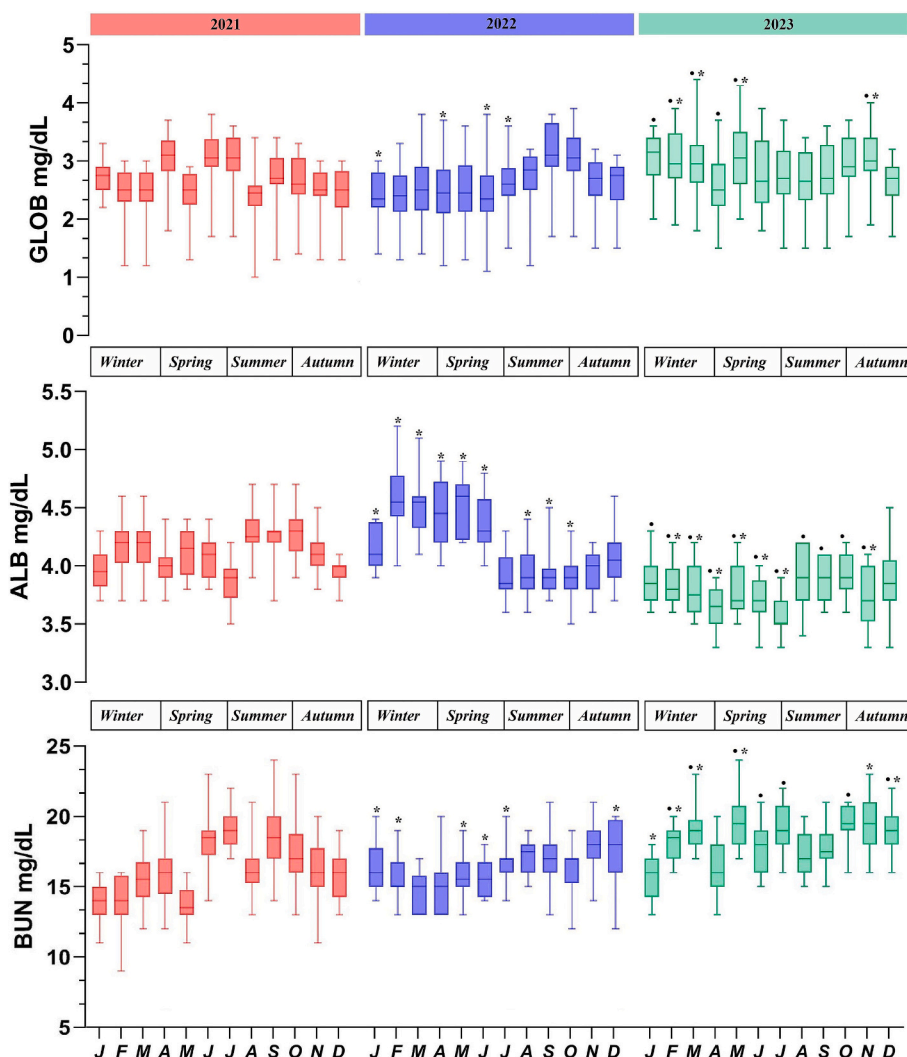 2021 2022 2023
GLOB mg/dL
5
4
3
2
1
0
• * • * • * • • * • * * * * *
Winter Spring Summer Autumn Winter Spring Summer Autumn Winter Spring Summer Autumn
ALB mg/dL
5.5
5.0
4.5
4.0
3.5
3.0
* * * * * * * * * • • * • * • * • * • * • * • • • • *
Winter Spring Summer Autumn Winter Spring Summer Autumn Winter Spring Summer Autumn
BUN mg/dL
25
20
15
10
5
* * * * * * * • * • * • * • • • * • *
J F M A M J J A S O N D J F M A M J J A S O N D J F M A M J J A S O N D